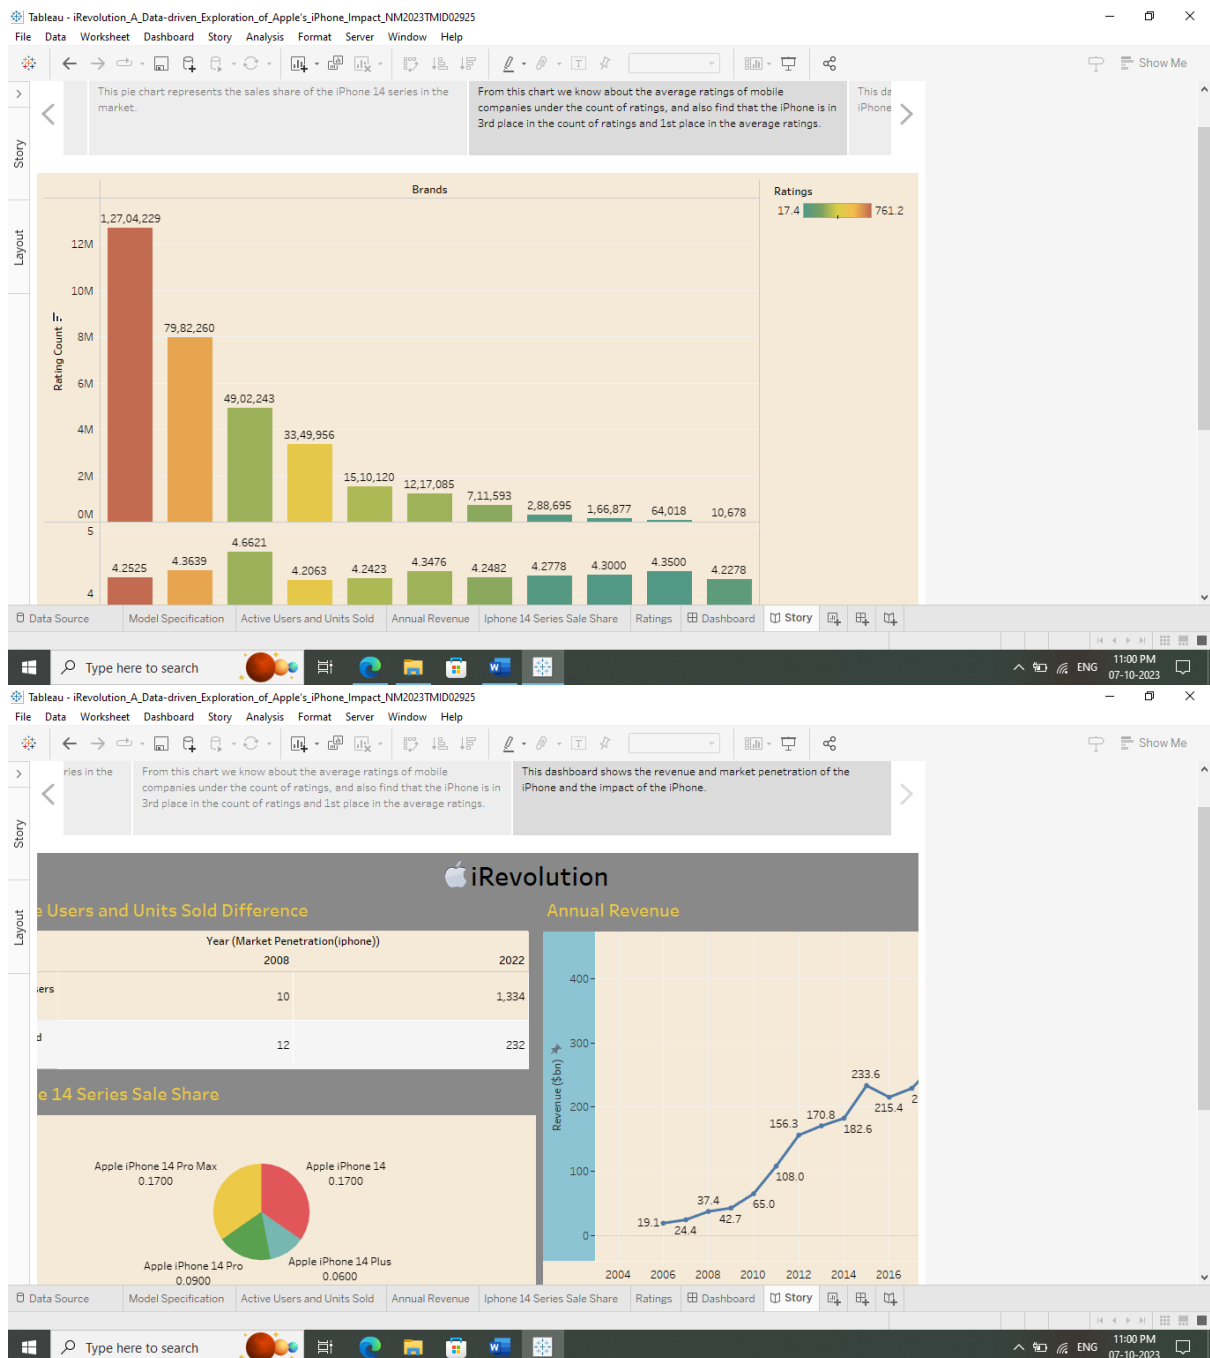 Tableau - iRevolution_A_Data-driven_Exploration_of_Apple's_iPhone_Impact_NM2023TMID02925
File Data Worksheet Dashboard Story Analysis Format Server Window Help
Show Me
Story
Layout
This pie chart represents the sales share of the iPhone 14 series in the
market.
From this chart we know about the average ratings of mobile
companies under the count of ratings, and also find that the iPhone is in
3rd place in the count of ratings and 1st place in the average ratings.
This da
iPhone
Brands
Ratings
17.4 761.2
Rating Count
12M
10M
8M
6M
4M
2M
0M
1,27,04,229
79,82,260
49,02,243
33,49,956
15,10,120
12,17,085
7,11,593
2,88,695
1,66,877
64,018
10,678
5
4
4.2525
4.3639
4.6621
4.2063
4.2423
4.3476
4.2482
4.2778
4.3000
4.3500
4.2278
Data Source Model Specification Active Users and Units Sold Annual Revenue Iphone 14 Series Sale Share Ratings Dashboard Story
Type here to search
ENG
11:00 PM
07-10-2023
Tableau - iRevolution_A_Data-driven_Exploration_of_Apple's_iPhone_Impact_NM2023TMID02925
File Data Worksheet Dashboard Story Analysis Format Server Window Help
Show Me
Story
Layout
ries in the
From this chart we know about the average ratings of mobile
companies under the count of ratings, and also find that the iPhone is in
3rd place in the count of ratings and 1st place in the average ratings.
This dashboard shows the revenue and market penetration of the
iPhone and the impact of the iPhone.
iRevolution
e Users and Units Sold Difference
Year (Market Penetration(iphone))
2008 2022
sers
10 1,334
d
12 232
e 14 Series Sale Share
Apple iPhone 14 Pro Max
0.1700
Apple iPhone 14
0.1700
Apple iPhone 14 Pro
0.0900
Apple iPhone 14 Plus
0.0600
Annual Revenue
Revenue ($bn)
400
300
200
100
0
19.1
24.4
37.4
42.7
65.0
108.0
156.3
170.8
182.6
233.6
215.4
2
2004 2006 2008 2010 2012 2014 2016
Data Source Model Specification Active Users and Units Sold Annual Revenue Iphone 14 Series Sale Share Ratings Dashboard Story
Type here to search
ENG
11:00 PM
07-10-2023